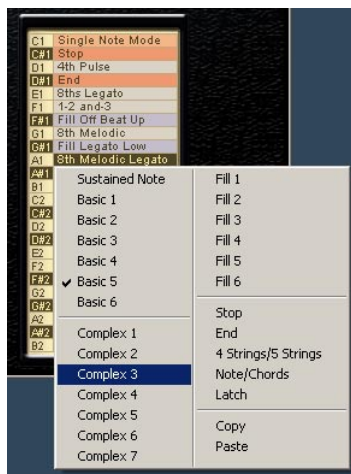 C1 Single Note Mode
C#1 Stop
D1 4th Pulse
D#1 End
E1 8ths Legato
F1 1-2 and-3
F#1 Fill Off Beat Up
G1 8th Melodic
G#1 Fill Legato Low
A1 8th Melodic Legato
A#1
B1
C2
C#2
D2
D#2
E2
F2
F#2
G2
G#2
A2
A#2
B2
Sustained Note
Basic 1
Basic 2
Basic 3
Basic 4
Basic 5
Basic 6
Complex 1
Complex 2
Complex 3
Complex 4
Complex 5
Complex 6
Complex 7
Fill 1
Fill 2
Fill 3
Fill 4
Fill 5
Fill 6
Stop
End
4 Strings/5 Strings
Note/Chords
Latch
Copy
Paste